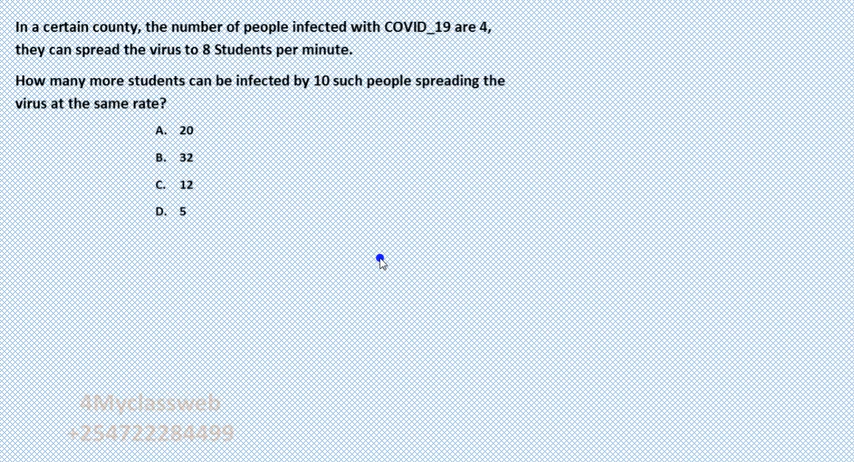 In a certain county, the number of people infected with COVID_19 are 4,
they can spread the virus to 8 Students per minute.
How many more students can be infected by 10 such people spreading the
virus at the same rate?
A. 20
B. 32
C. 12
D. 5
4Myclassweb
+254722284499